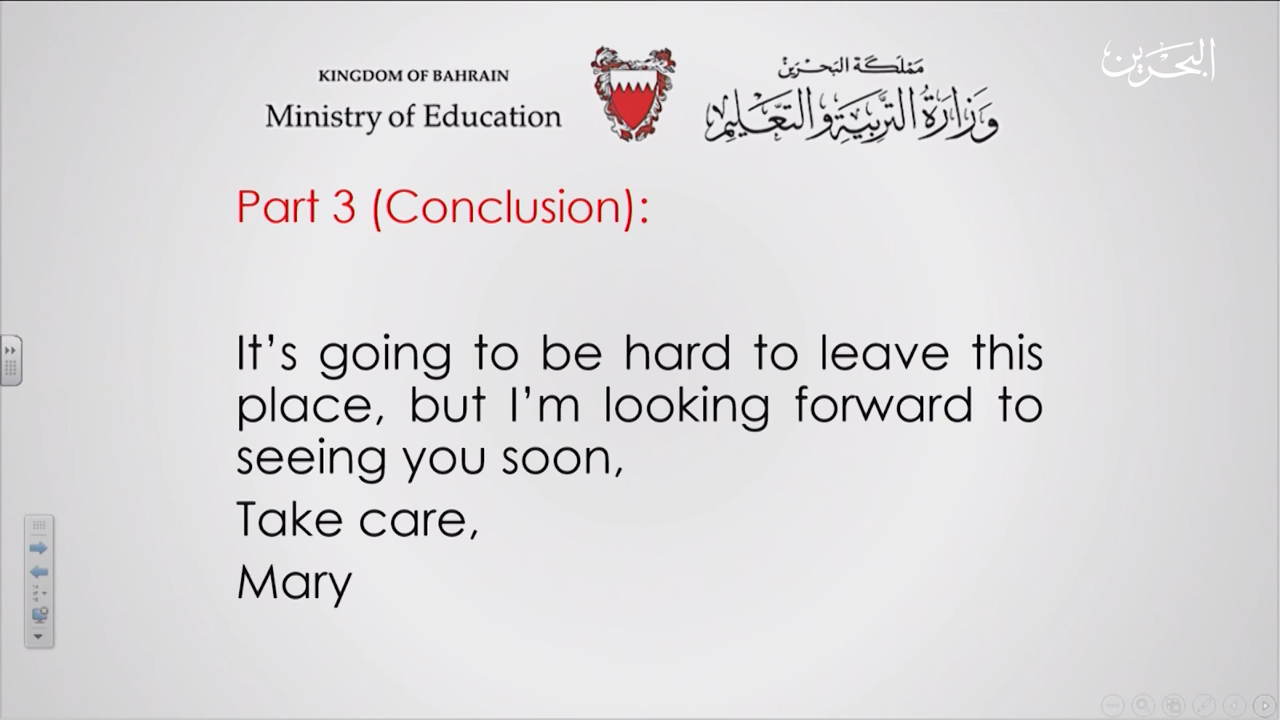 البحرين
KINGDOM OF BAHRAIN
Ministry of Education
مملكة البحرين
وزارة التربية والتعليم
Part 3 (Conclusion):
It's going to be hard to leave this
place, but I'm looking forward to
seeing you soon,
Take care,
Mary